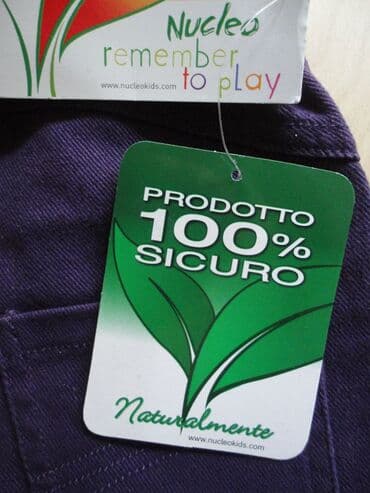 Nucleo
remember
to play
www.nucleokids.com
PRODOTTO
100%
SICURO
Naturalmente
www.nucleokids.com